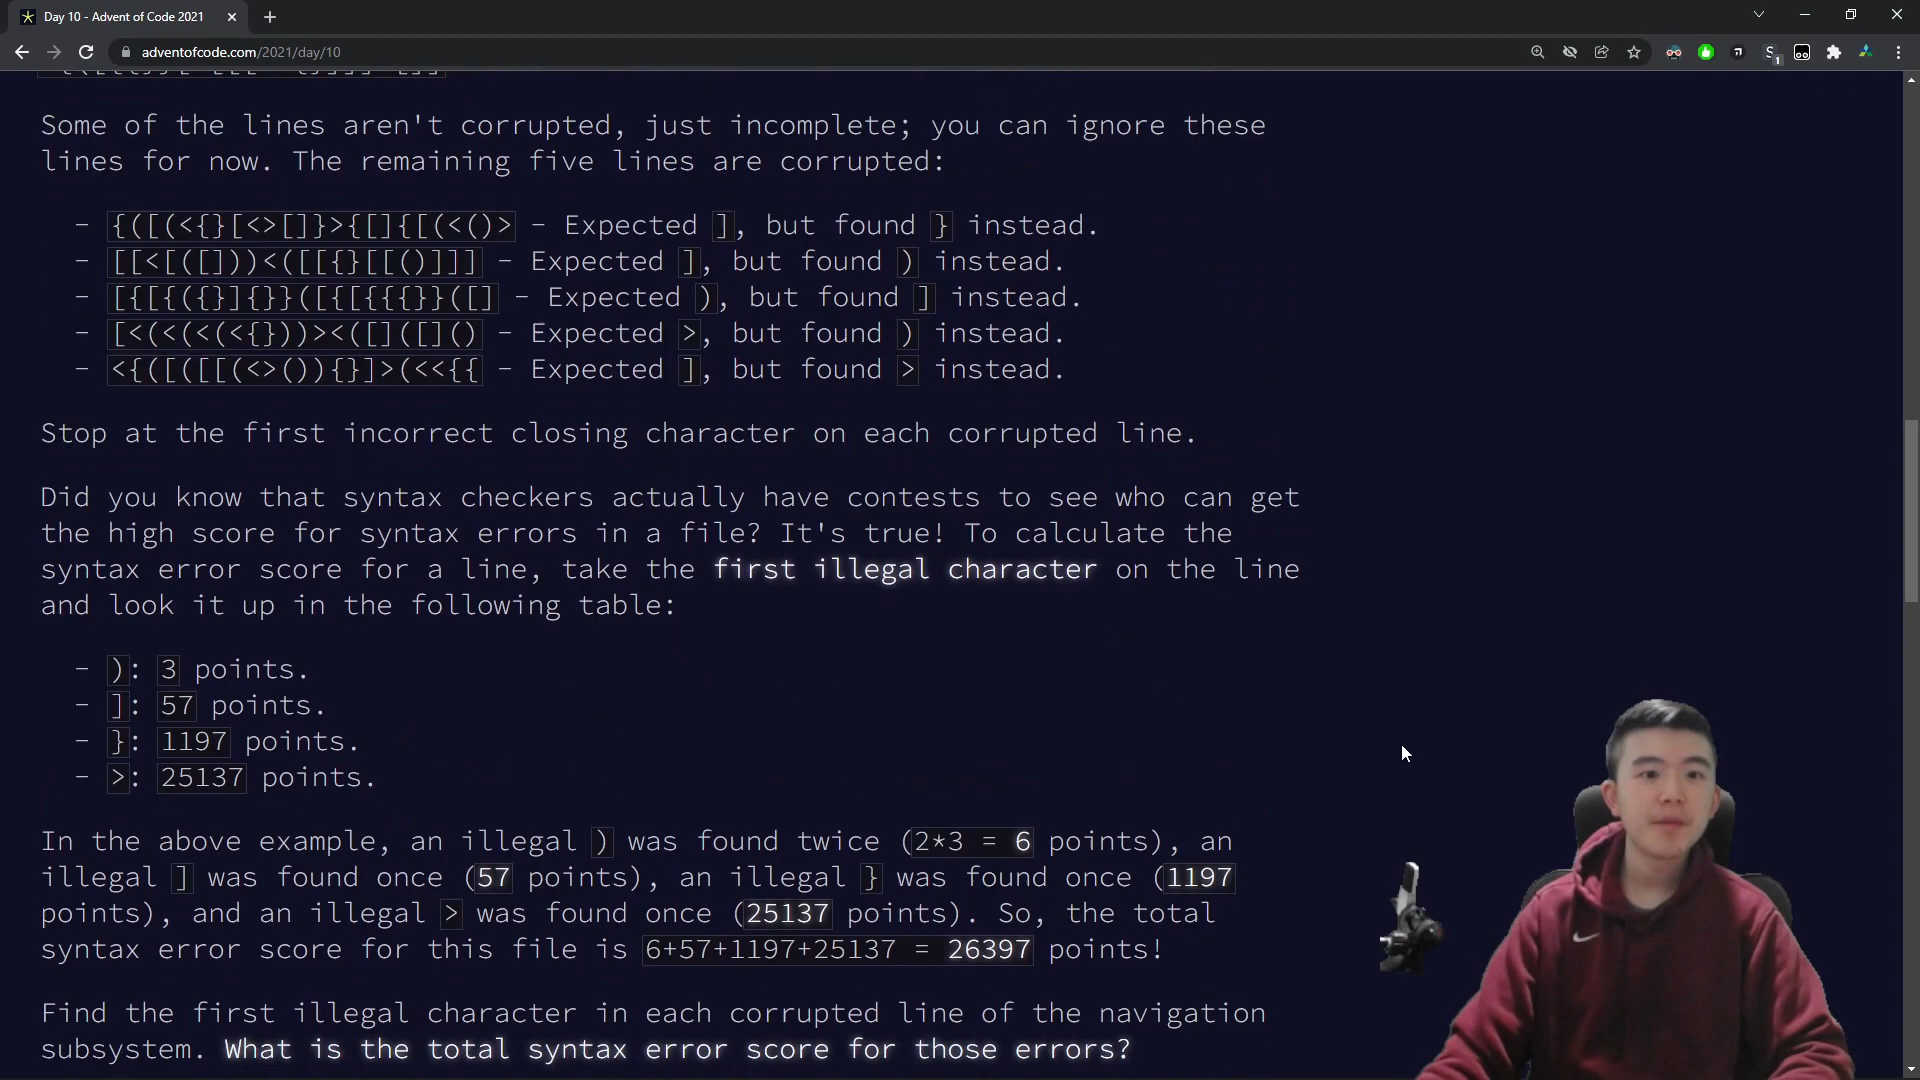 Day 10 - Advent of Code 2021
adventofcode.com/2021/day/10
Some of the lines aren't corrupted, just incomplete; you can ignore these
lines for now. The remaining five lines are corrupted:
- {([(<{}[<>[]}>{[]{[(<()> - Expected ], but found } instead.
- [[<[([]))<([[{}[[()]]] - Expected ], but found ) instead.
- [{[{({}]{}}([{[{{{}}([] - Expected ), but found ] instead.
- [<(<(<(<{}))><([]([]() - Expected >, but found ) instead.
- <{([([[(<>()){}]>(<<{{ - Expected ], but found > instead.
Stop at the first incorrect closing character on each corrupted line.
Did you know that syntax checkers actually have contests to see who can get
the high score for syntax errors in a file? It's true! To calculate the
syntax error score for a line, take the first illegal character on the line
and look it up in the following table:
- ): 3 points.
- ]: 57 points.
- }: 1197 points.
- >: 25137 points.
In the above example, an illegal ) was found twice (2*3 = 6 points), an
illegal ] was found once (57 points), an illegal } was found once (1197
points), and an illegal > was found once (25137 points). So, the total
syntax error score for this file is 6+57+1197+25137 = 26397 points!
Find the first illegal character in each corrupted line of the navigation
subsystem. What is the total syntax error score for those errors?